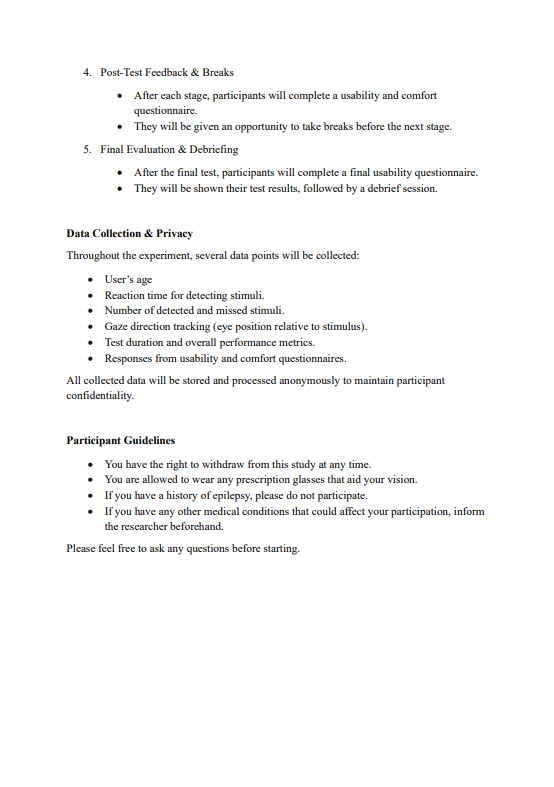 4. Post-Test Feedback & Breaks
• After each stage, participants will complete a usability and comfort
questionnaire.
• They will be given an opportunity to take breaks before the next stage.
5. Final Evaluation & Debriefing
• After the final test, participants will complete a final usability questionnaire.
• They will be shown their test results, followed by a debrief session.
Data Collection & Privacy
Throughout the experiment, several data points will be collected:
• User's age
• Reaction time for detecting stimuli.
• Number of detected and missed stimuli.
• Gaze direction tracking (eye position relative to stimulus).
• Test duration and overall performance metrics.
• Responses from usability and comfort questionnaires.
All collected data will be stored and processed anonymously to maintain participant
confidentiality.
Participant Guidelines
• You have the right to withdraw from this study at any time.
• You are allowed to wear any prescription glasses that aid your vision.
• If you have a history of epilepsy, please do not participate.
• If you have any other medical conditions that could affect your participation, inform
the researcher beforehand.
Please feel free to ask any questions before starting.